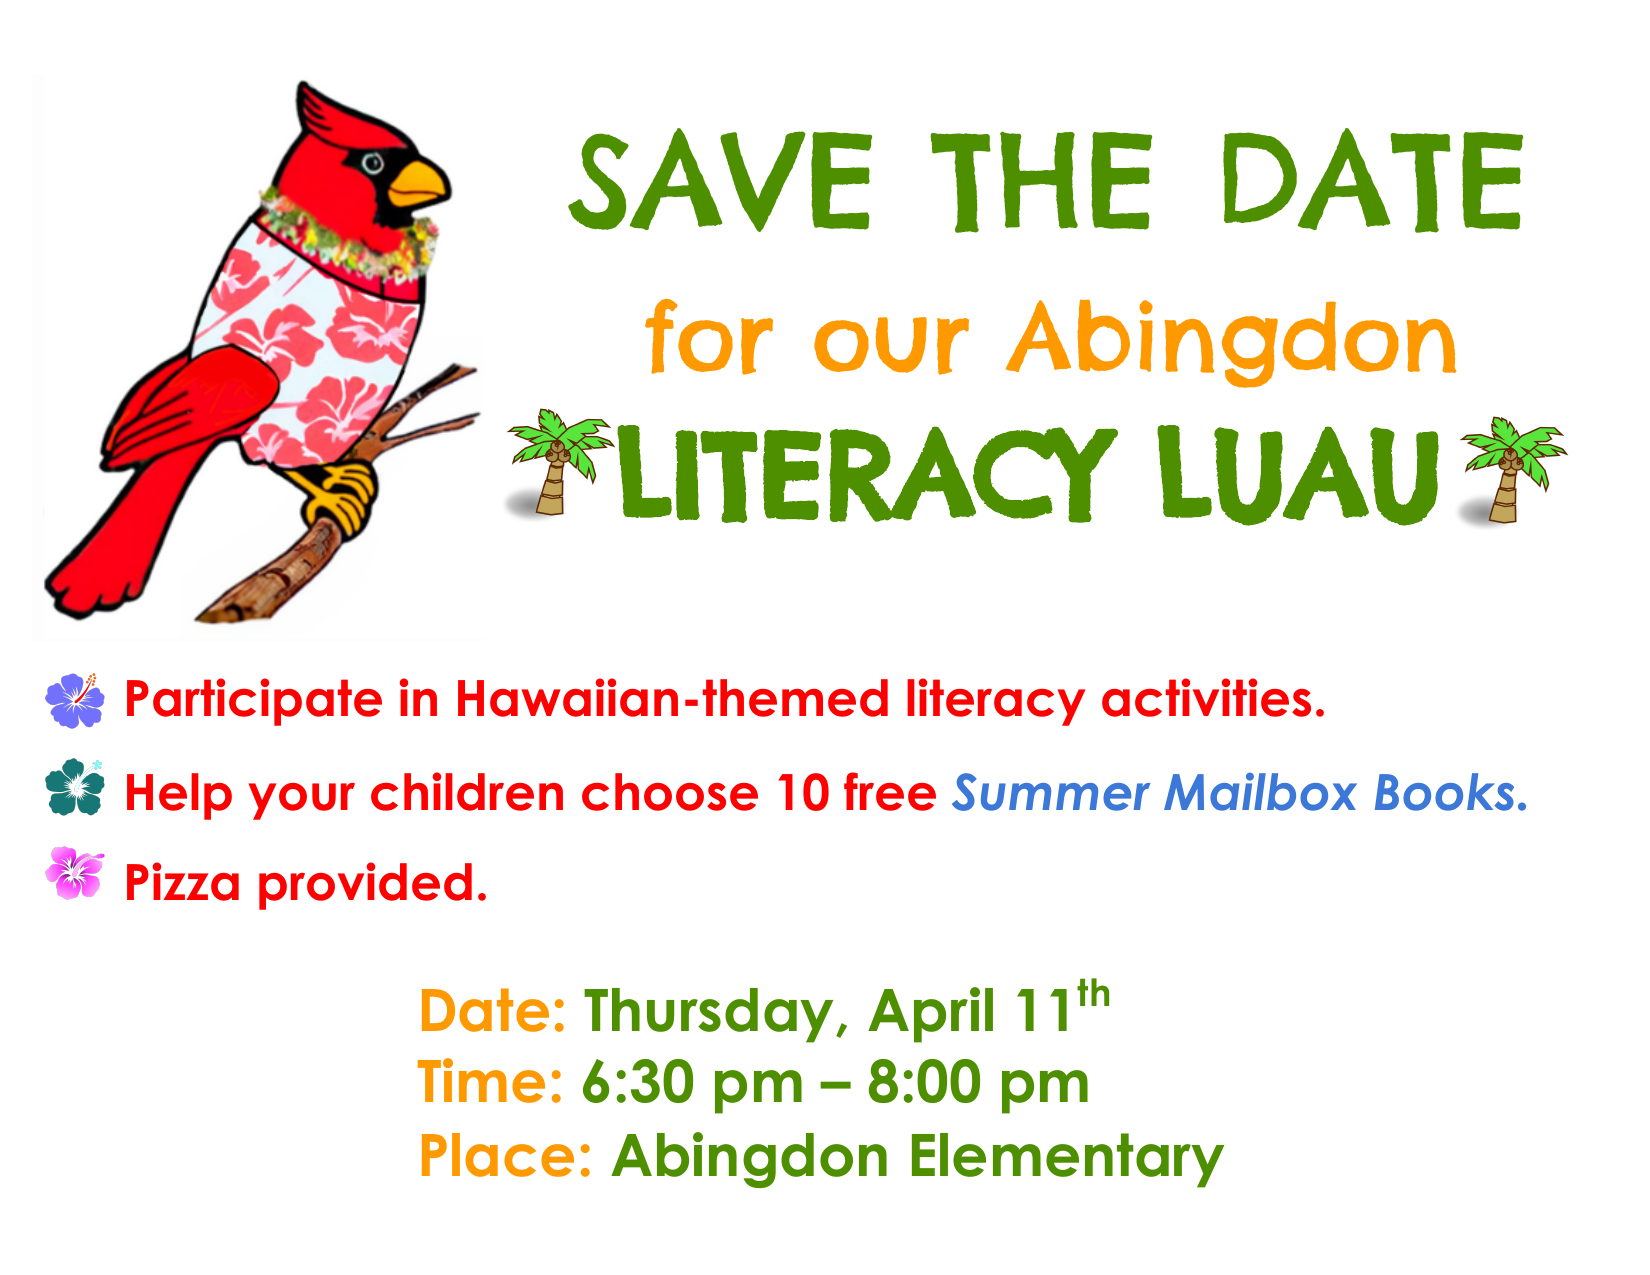 SAVE THE DATE
for our Abingdon
LITERACY LUAU
Participate in Hawaiian-themed literacy activities.
Help your children choose 10 free Summer Mailbox Books.
Pizza provided.
Date: Thursday, April 11th
Time: 6:30 pm – 8:00 pm
Place: Abingdon Elementary